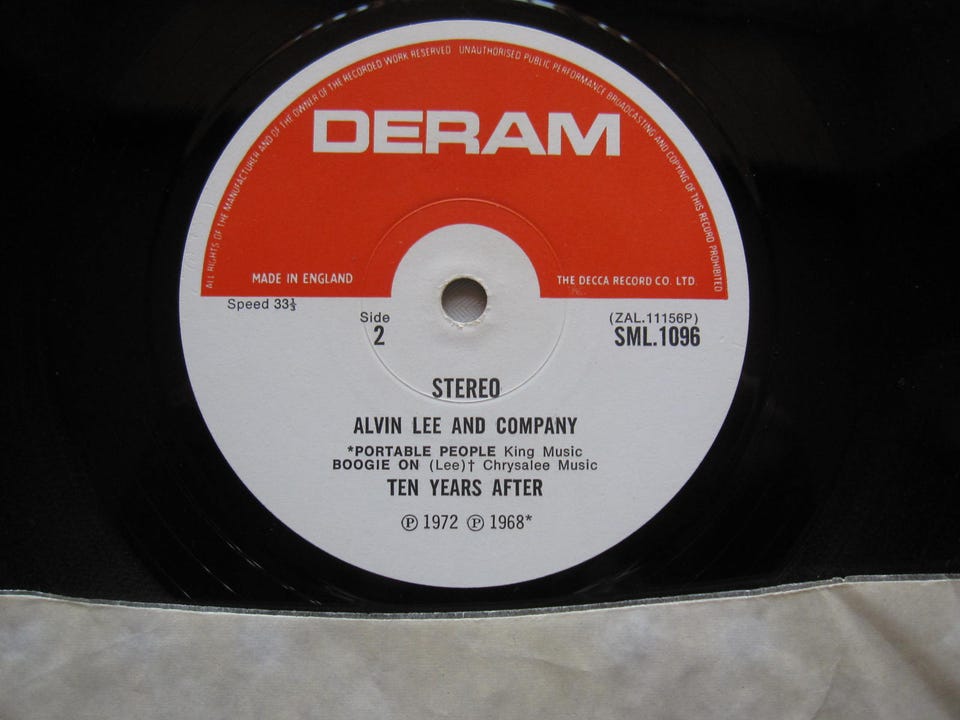 ALL RIGHTS OF THE MANUFACTURER AND OF THE OWNER OF THE RECORDED WORK RESERVED UNAUTHORISED PUBLIC PERFORMANCE BROADCASTING AND COPYING OF THIS RECORD PROHIBITED
DERAM
MADE IN ENGLAND THE DECCA RECORD CO. LTD.
Speed 33⅓
Side (ZAL.11156P)
2 SML.1096
STEREO
ALVIN LEE AND COMPANY
*PORTABLE PEOPLE King Music
BOOGIE ON (Lee)† Chrysalee Music
TEN YEARS AFTER
℗ 1972 ℗ 1968*